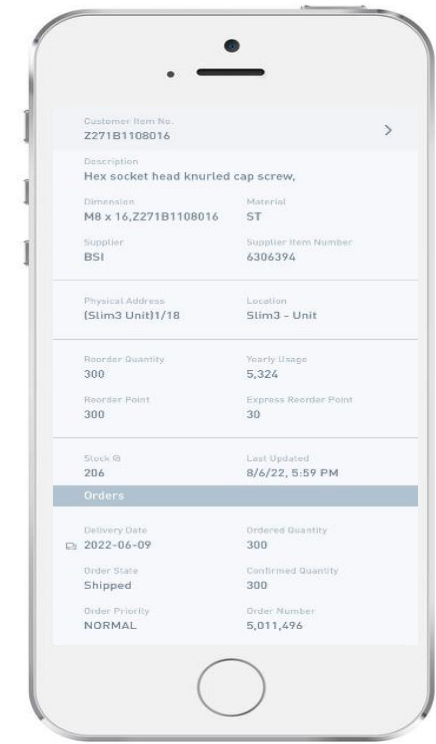 Customer Item No.
Z271B1108016
Description
Hex socket head knurled cap screw,
Dimension Material
M8 x 16,Z271B1108016 ST
Supplier Supplier Item Number
BSI 6306394
Physical Address Location
(Slim3 Unit)1/18 Slim3 - Unit
Reorder Quantity Yearly Usage
300 5,324
Reorder Point Express Reorder Point
300 30
Stock Last Updated
206 8/6/22, 5:59 PM
Orders
Delivery Date Ordered Quantity
2022-06-09 300
Order State Confirmed Quantity
Shipped 300
Order Priority Order Number
NORMAL 5,011,496